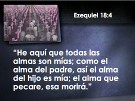 Ezequiel 18:4
“He aquí que todas las
almas son mías; como el
alma del padre, así el alma
del hijo es mía; el alma que
pecare, esa morirá.”